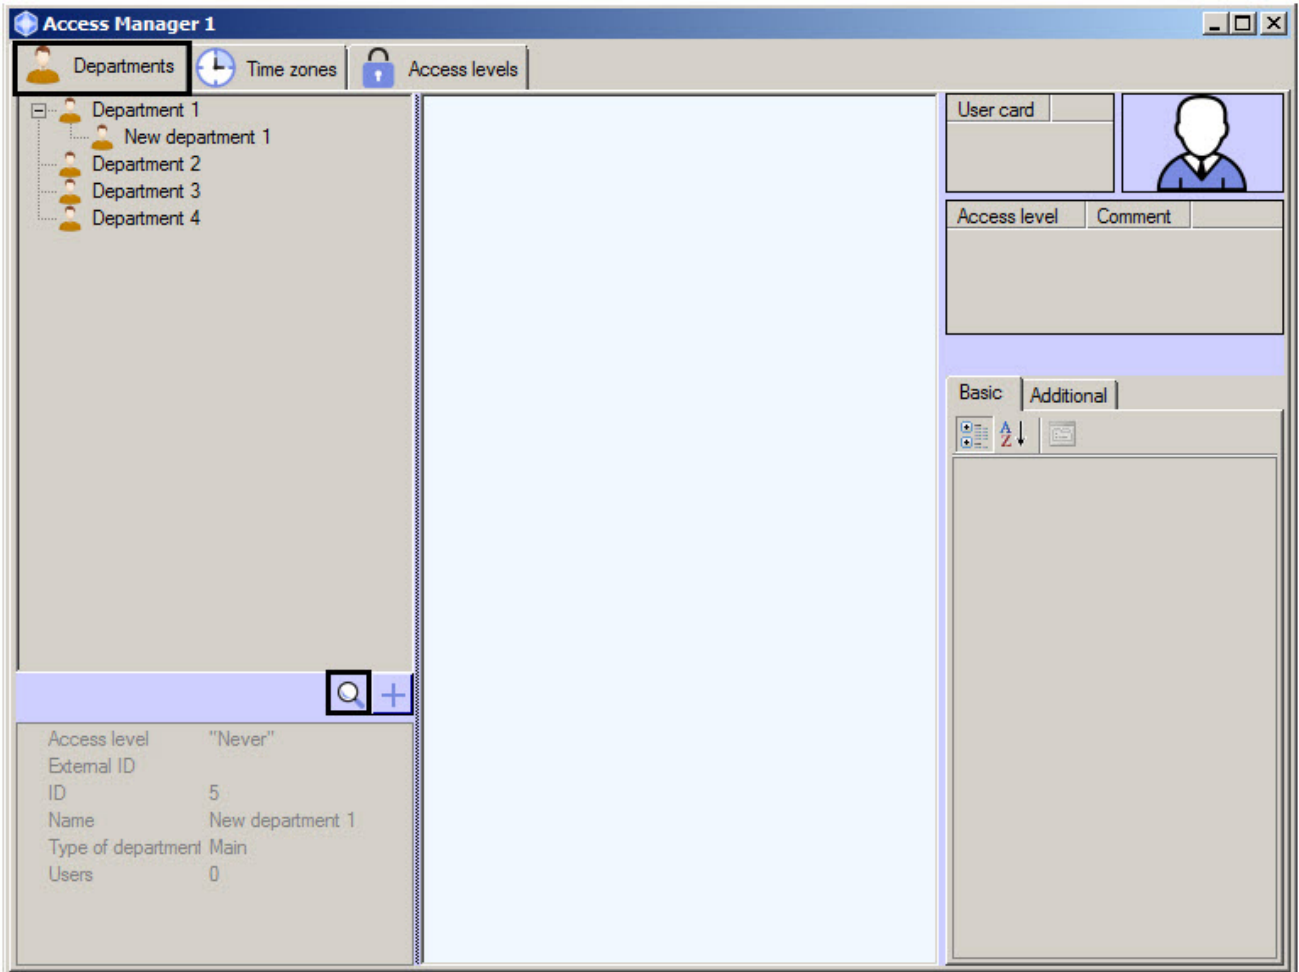 Access Manager 1
Departments Time zones Access levels
Department 1
New department 1
Department 2
Department 3
Department 4
Access level "Never"
External ID
ID 5
Name New department 1
Type of department Main
Users 0
User card
Access level Comment
Basic Additional
A
Z